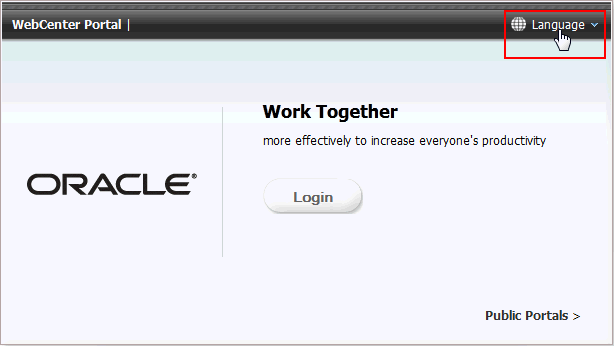 WebCenter Portal |
Language
Work Together
more effectively to increase everyone's productivity
ORACLE®
Login
Public Portals >